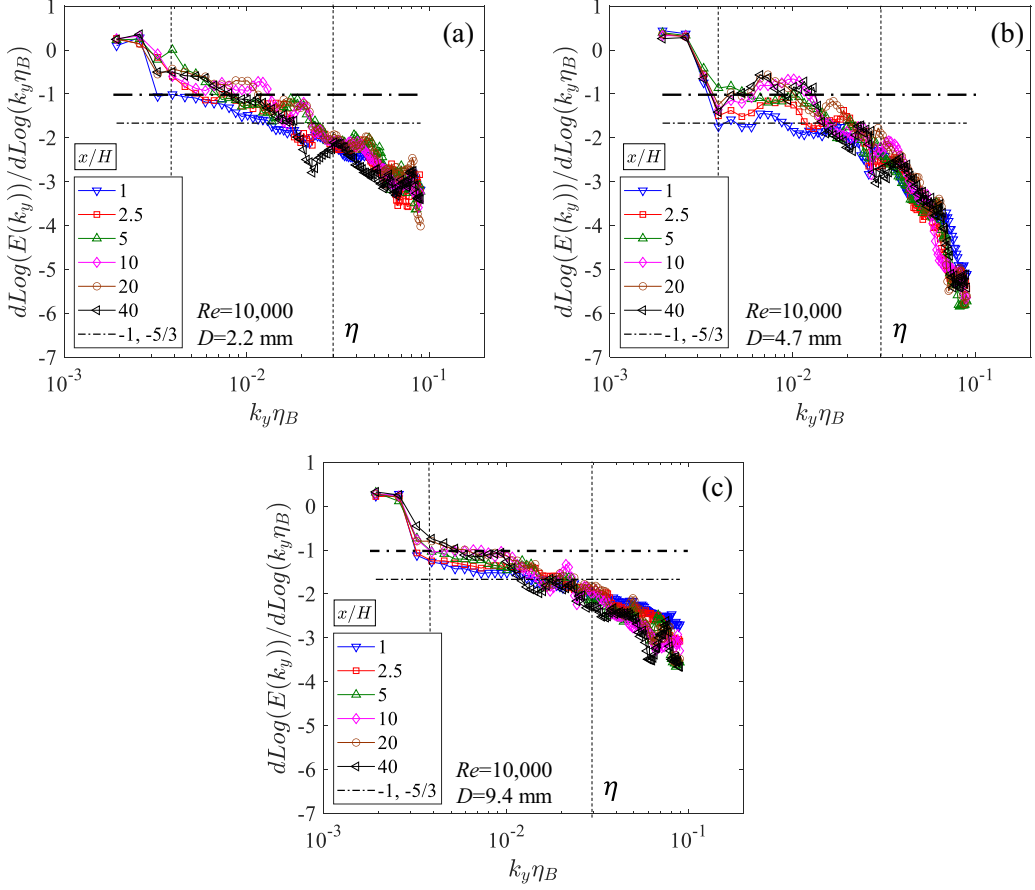 (a)
dLog(E(k_y))/dLog(k_yη_B)
1
0
-1
-2
-3
-4
-5
-6
-7
x/H
1
2.5
5
10
20
40
-1, -5/3
Re=10,000
D=2.2 mm
η
10^-3
10^-2
10^-1
k_yη_B
(b)
dLog(E(k_y))/dLog(k_yη_B)
1
0
-1
-2
-3
-4
-5
-6
-7
x/H
1
2.5
5
10
20
40
-1, -5/3
Re=10,000
D=4.7 mm
η
10^-3
10^-2
10^-1
k_yη_B
(c)
dLog(E(k_y))/dLog(k_yη_B)
1
0
-1
-2
-3
-4
-5
-6
-7
x/H
1
2.5
5
10
20
40
-1, -5/3
Re=10,000
D=9.4 mm
η
10^-3
10^-2
10^-1
k_yη_B